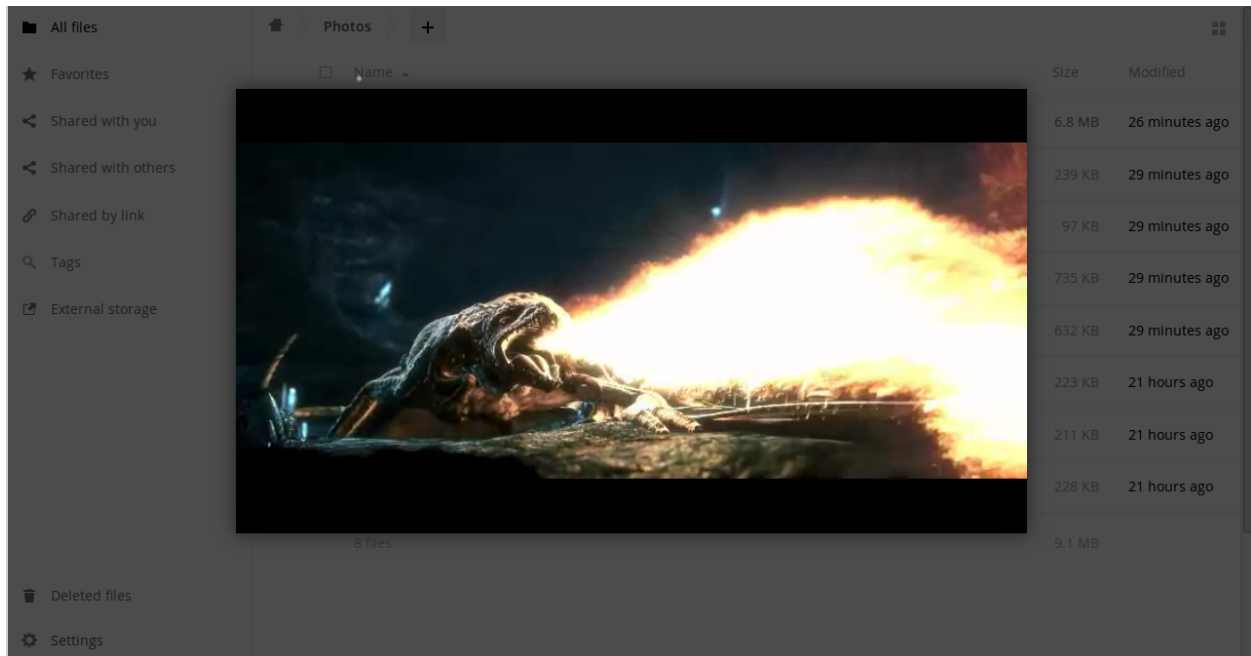 All files
Photos +
Favorites
Name Size Modified
Shared with you
6.8 MB 26 minutes ago
Shared with others
239 KB 29 minutes ago
Shared by link
97 KB 29 minutes ago
Tags
735 KB 29 minutes ago
External storage
632 KB 29 minutes ago
223 KB 21 hours ago
211 KB 21 hours ago
228 KB 21 hours ago
8 files 9.1 MB
Deleted files
Settings